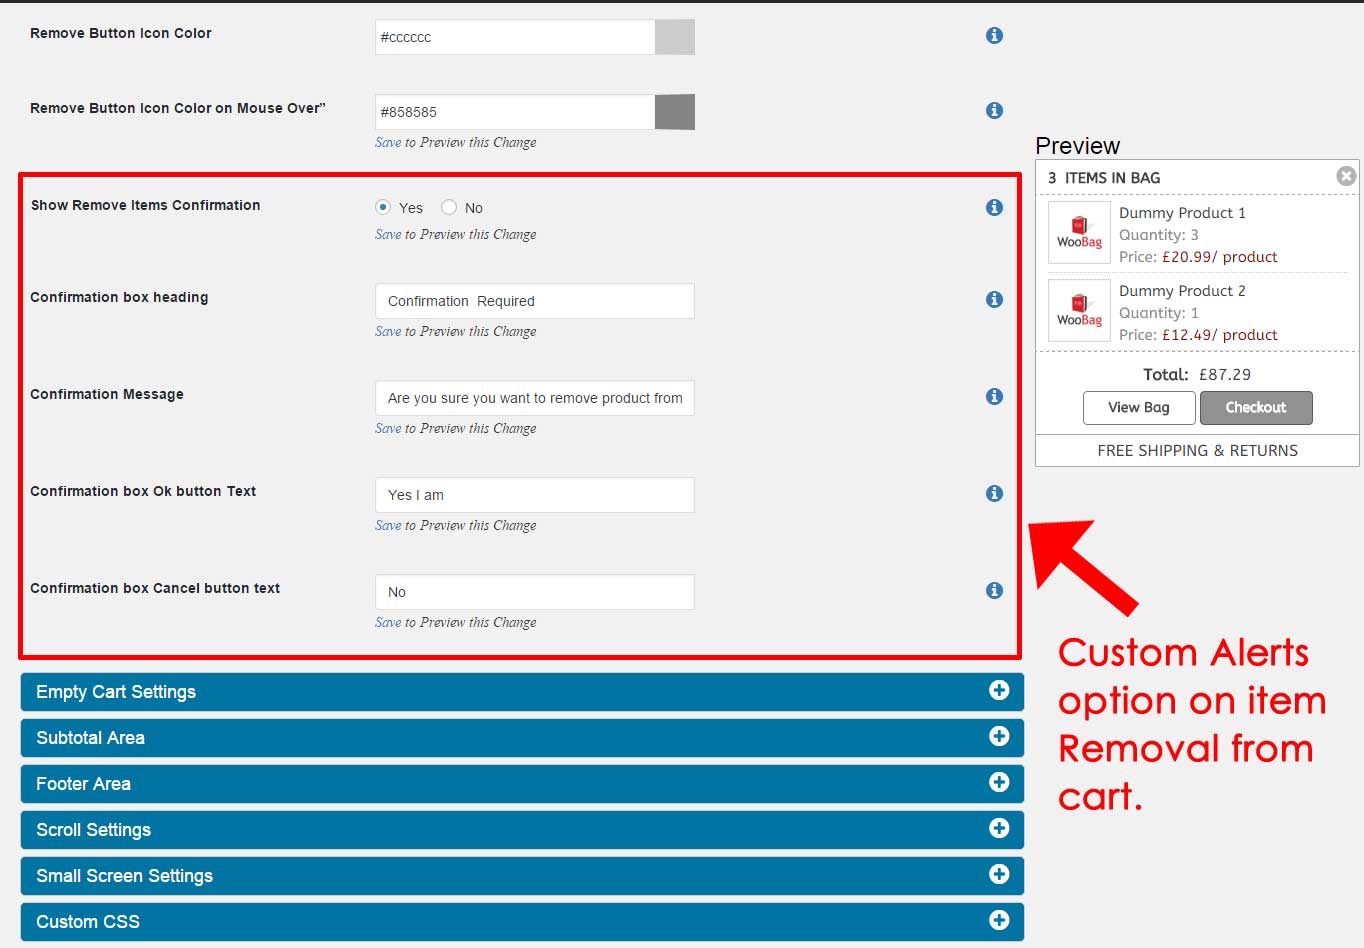 Remove Button Icon Color
#cccccc
Remove Button Icon Color on Mouse Over”
#858585
Save to Preview this Change
Show Remove Items Confirmation
Yes No
Save to Preview this Change
Confirmation box heading
Confirmation  Required
Save to Preview this Change
Confirmation Message
Are you sure you want to remove product from
Save to Preview this Change
Confirmation box Ok button Text
Yes I am
Save to Preview this Change
Confirmation box Cancel button text
No
Save to Preview this Change
Empty Cart Settings
Subtotal Area
Footer Area
Scroll Settings
Small Screen Settings
Custom CSS
Preview
3 ITEMS IN BAG
WooBag
Dummy Product 1
Quantity: 3
Price: £20.99/ product
WooBag
Dummy Product 2
Quantity: 1
Price: £12.49/ product
Total: £87.29
View Bag Checkout
FREE SHIPPING & RETURNS
Custom Alerts
option on item
Removal from
cart.